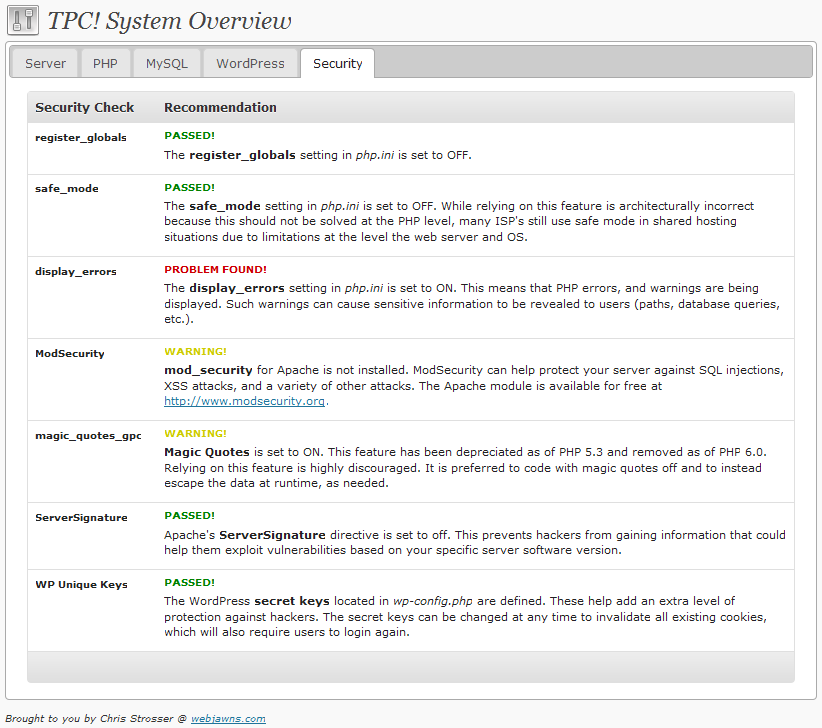 TPC! System Overview
Server PHP MySQL WordPress Security
Security Check Recommendation
register_globals PASSED!
The register_globals setting in php.ini is set to OFF.
safe_mode PASSED!
The safe_mode setting in php.ini is set to OFF. While relying on this feature is architecturally incorrect
because this should not be solved at the PHP level, many ISP's still use safe mode in shared hosting
situations due to limitations at the level the web server and OS.
display_errors PROBLEM FOUND!
The display_errors setting in php.ini is set to ON. This means that PHP errors, and warnings are being
displayed. Such warnings can cause sensitive information to be revealed to users (paths, database queries,
etc.).
ModSecurity WARNING!
mod_security for Apache is not installed. ModSecurity can help protect your server against SQL injections,
XSS attacks, and a variety of other attacks. The Apache module is available for free at
http://www.modsecurity.org.
magic_quotes_gpc WARNING!
Magic Quotes is set to ON. This feature has been depreciated as of PHP 5.3 and removed as of PHP 6.0.
Relying on this feature is highly discouraged. It is preferred to code with magic quotes off and to instead
escape the data at runtime, as needed.
ServerSignature PASSED!
Apache's ServerSignature directive is set to off. This prevents hackers from gaining information that could
help them exploit vulnerabilities based on your specific server software version.
WP Unique Keys PASSED!
The WordPress secret keys located in wp-config.php are defined. These help add an extra level of
protection against hackers. The secret keys can be changed at any time to invalidate all existing cookies,
which will also require users to login again.
Brought to you by Chris Strosser @ webjawns.com